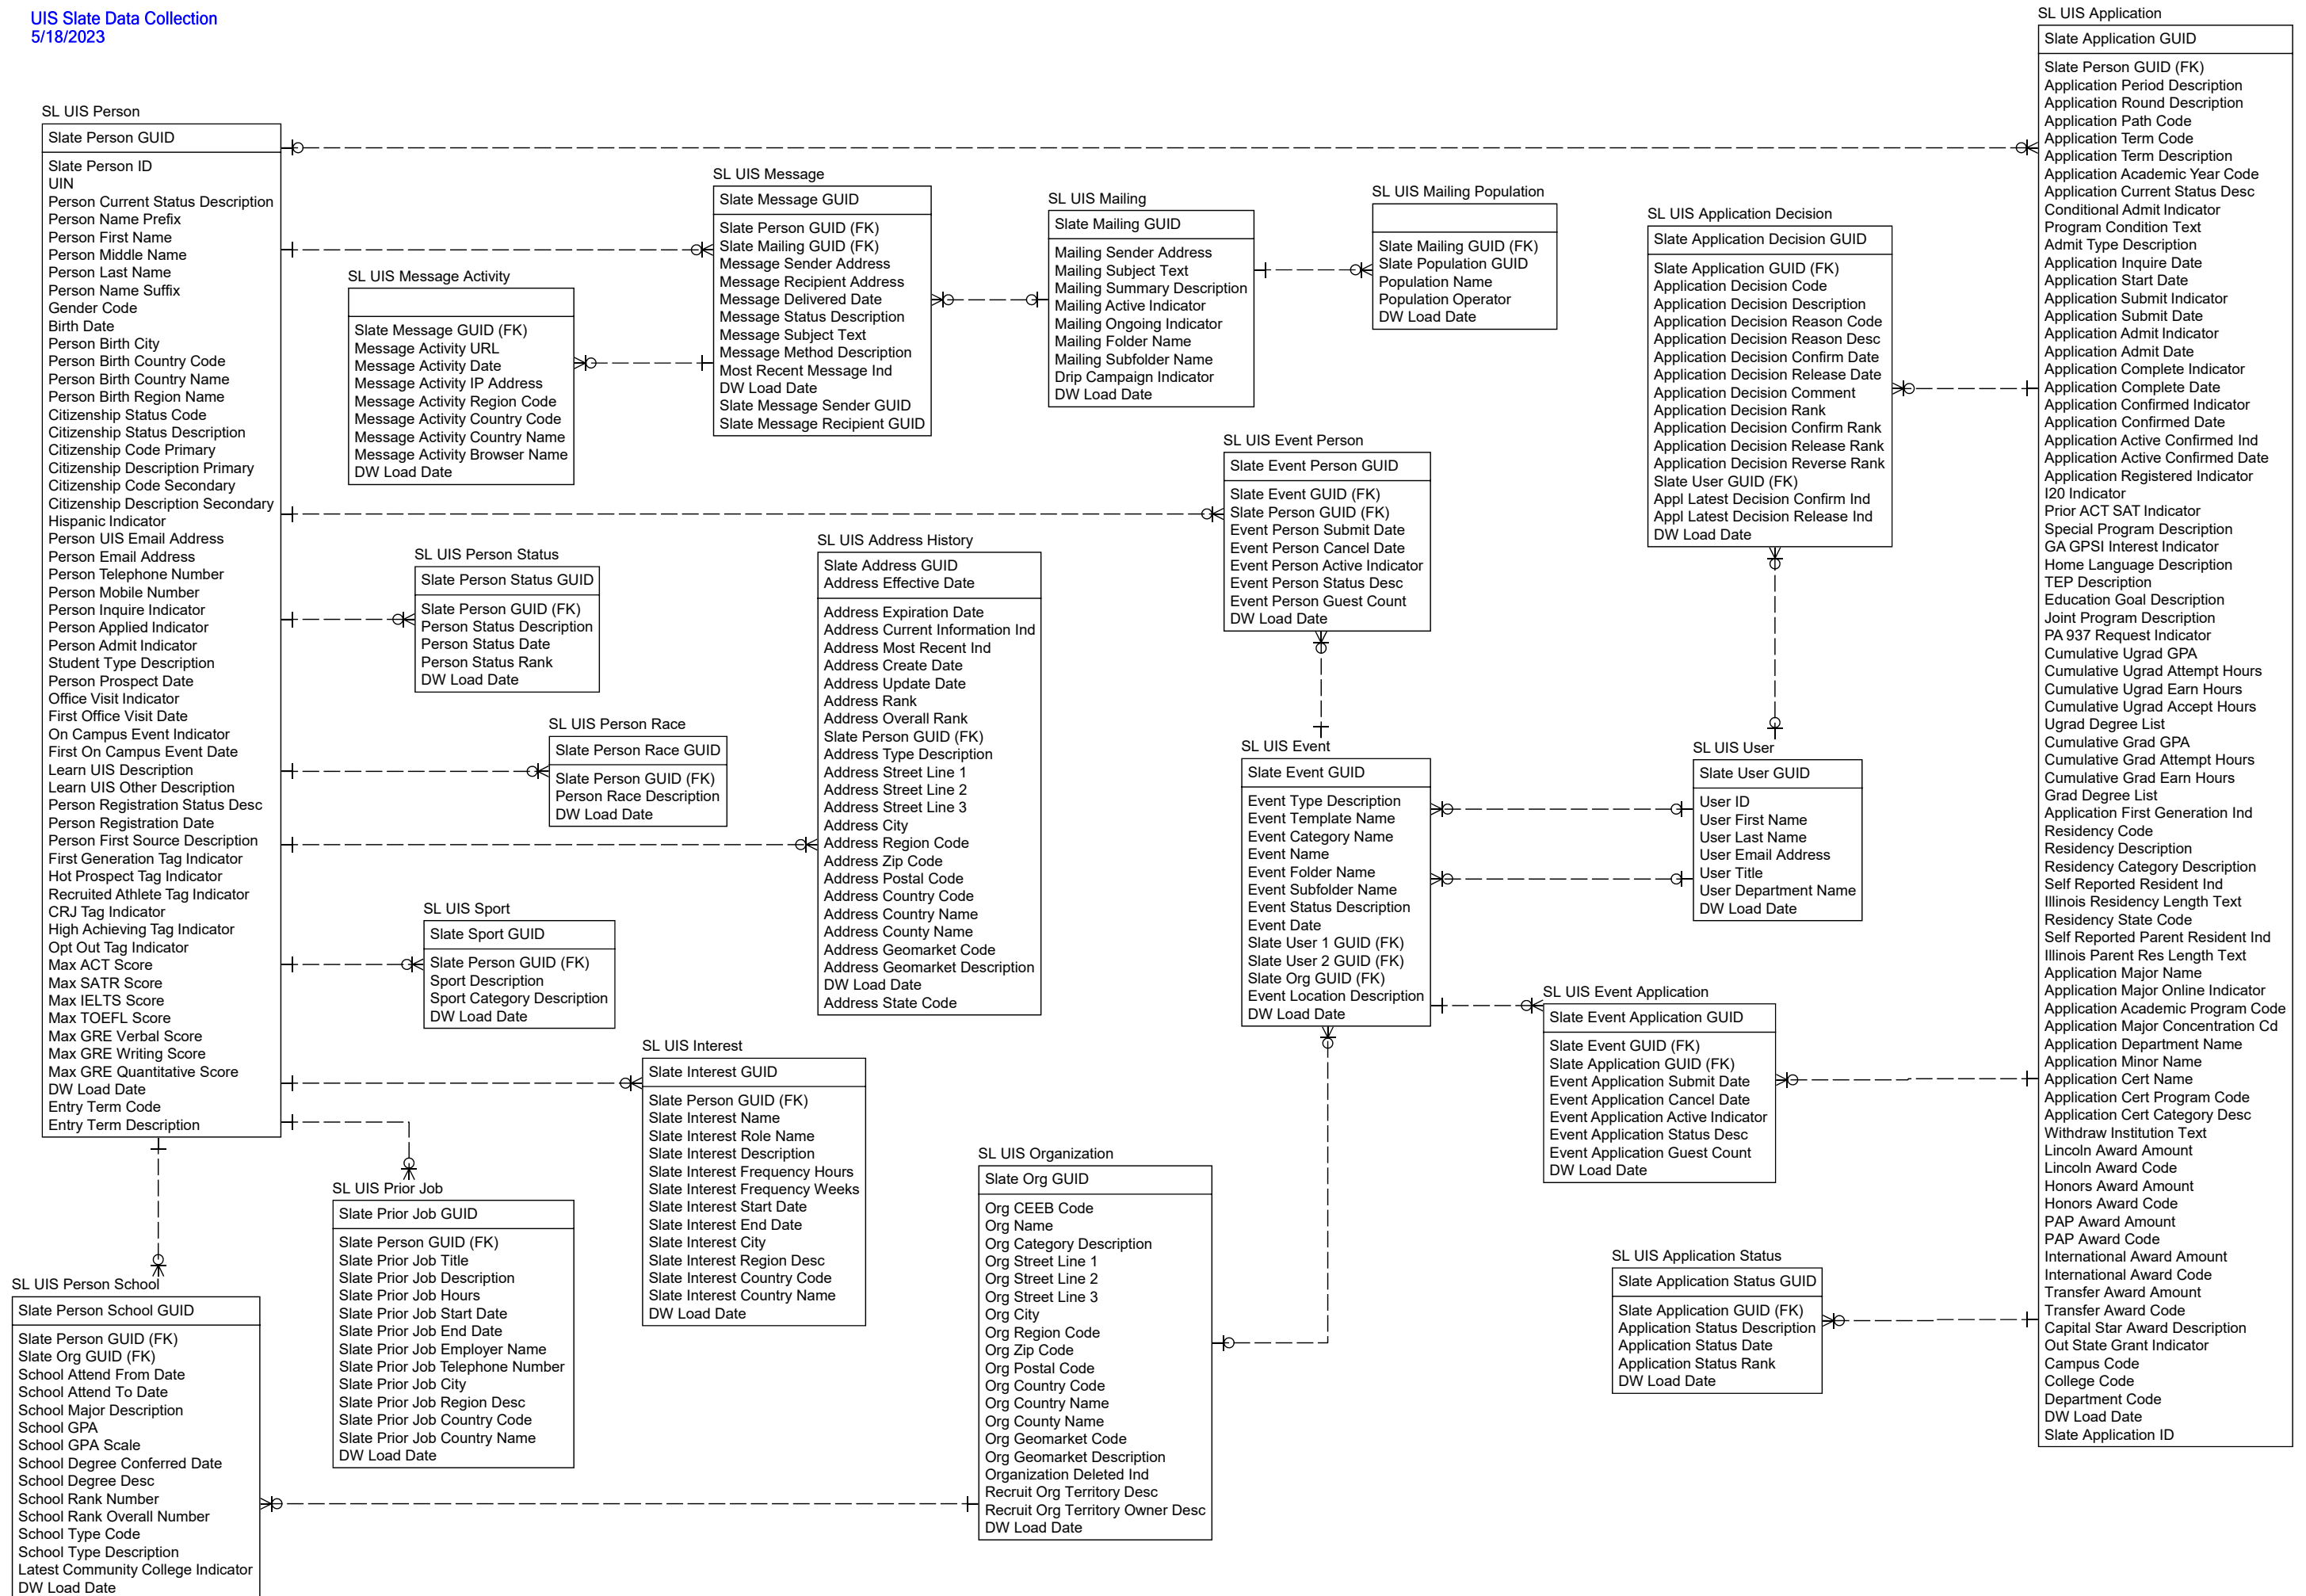 UIS Slate Data Collection
5/18/2023
SL UIS Person
Slate Person GUID
Slate Person ID
UIN
Person Current Status Description
Person Name Prefix
Person First Name
Person Middle Name
Person Last Name
Person Name Suffix
Gender Code
Birth Date
Person Birth City
Person Birth Country Code
Person Birth Country Name
Person Birth Region Name
Citizenship Status Code
Citizenship Status Description
Citizenship Code Primary
Citizenship Description Primary
Citizenship Code Secondary
Citizenship Description Secondary
Hispanic Indicator
Person UIS Email Address
Person Email Address
Person Telephone Number
Person Mobile Number
Person Inquire Indicator
Person Applied Indicator
Person Admit Indicator
Student Type Description
Person Prospect Date
Office Visit Indicator
First Office Visit Date
On Campus Event Indicator
First On Campus Event Date
Learn UIS Description
Learn UIS Other Description
Person Registration Status Desc
Person Registration Date
Person First Source Description
First Generation Tag Indicator
Hot Prospect Tag Indicator
Recruited Athlete Tag Indicator
CRJ Tag Indicator
High Achieving Tag Indicator
Opt Out Tag Indicator
Max ACT Score
Max SATR Score
Max IELTS Score
Max TOEFL Score
Max GRE Verbal Score
Max GRE Writing Score
Max GRE Quantitative Score
DW Load Date
Entry Term Code
Entry Term Description
SL UIS Person School
Slate Person School GUID
Slate Person GUID (FK)
Slate Org GUID (FK)
School Attend From Date
School Attend To Date
School Major Description
School GPA
School GPA Scale
School Degree Conferred Date
School Degree Desc
School Rank Number
School Rank Overall Number
School Type Code
School Type Description
Latest Community College Indicator
DW Load Date
SL UIS Message Activity
Slate Message GUID (FK)
Message Activity URL
Message Activity Date
Message Activity IP Address
Message Activity Region Code
Message Activity Country Code
Message Activity Country Name
Message Activity Browser Name
DW Load Date
SL UIS Message
Slate Message GUID
Slate Person GUID (FK)
Slate Mailing GUID (FK)
Message Sender Address
Message Recipient Address
Message Delivered Date
Message Status Description
Message Subject Text
Message Method Description
Most Recent Message Ind
DW Load Date
Slate Message Sender GUID
Slate Message Recipient GUID
SL UIS Mailing
Slate Mailing GUID
Mailing Sender Address
Mailing Subject Text
Mailing Summary Description
Mailing Active Indicator
Mailing Ongoing Indicator
Mailing Folder Name
Mailing Subfolder Name
Drip Campaign Indicator
DW Load Date
SL UIS Mailing Population
Slate Mailing GUID (FK)
Slate Population GUID
Population Name
Population Operator
DW Load Date
SL UIS Person Status
Slate Person Status GUID
Slate Person GUID (FK)
Person Status Description
Person Status Date
Person Status Rank
DW Load Date
SL UIS Person Race
Slate Person Race GUID
Slate Person GUID (FK)
Person Race Description
DW Load Date
SL UIS Sport
Slate Sport GUID
Slate Person GUID (FK)
Sport Description
Sport Category Description
DW Load Date
SL UIS Address History
Slate Address GUID
Address Effective Date
Address Expiration Date
Address Current Information Ind
Address Most Recent Ind
Address Create Date
Address Update Date
Address Rank
Address Overall Rank
Slate Person GUID (FK)
Address Type Description
Address Street Line 1
Address Street Line 2
Address Street Line 3
Address City
Address Region Code
Address Zip Code
Address Postal Code
Address Country Code
Address Country Name
Address County Name
Address Geomarket Code
Address Geomarket Description
DW Load Date
Address State Code
SL UIS Interest
Slate Interest GUID
Slate Person GUID (FK)
Slate Interest Name
Slate Interest Role Name
Slate Interest Description
Slate Interest Frequency Hours
Slate Interest Frequency Weeks
Slate Interest Start Date
Slate Interest End Date
Slate Interest City
Slate Interest Region Desc
Slate Interest Country Code
Slate Interest Country Name
DW Load Date
SL UIS Prior Job
Slate Prior Job GUID
Slate Person GUID (FK)
Slate Prior Job Title
Slate Prior Job Description
Slate Prior Job Hours
Slate Prior Job Start Date
Slate Prior Job End Date
Slate Prior Job Employer Name
Slate Prior Job Telephone Number
Slate Prior Job City
Slate Prior Job Region Desc
Slate Prior Job Country Code
Slate Prior Job Country Name
DW Load Date
SL UIS Event Person
Slate Event Person GUID
Slate Event GUID (FK)
Slate Person GUID (FK)
Event Person Submit Date
Event Person Cancel Date
Event Person Active Indicator
Event Person Status Desc
Event Person Guest Count
DW Load Date
SL UIS Event
Slate Event GUID
Event Type Description
Event Template Name
Event Category Name
Event Name
Event Folder Name
Event Subfolder Name
Event Status Description
Event Date
Slate User 1 GUID (FK)
Slate User 2 GUID (FK)
Slate Org GUID (FK)
Event Location Description
DW Load Date
SL UIS Organization
Slate Org GUID
Org CEEB Code
Org Name
Org Category Description
Org Street Line 1
Org Street Line 2
Org Street Line 3
Org City
Org Region Code
Org Zip Code
Org Postal Code
Org Country Code
Org Country Name
Org County Name
Org Geomarket Code
Org Geomarket Description
Organization Deleted Ind
Recruit Org Territory Desc
Recruit Org Territory Owner Desc
DW Load Date
SL UIS Application Decision
Slate Application Decision GUID
Slate Application GUID (FK)
Application Decision Code
Application Decision Description
Application Decision Reason Code
Application Decision Reason Desc
Application Decision Confirm Date
Application Decision Release Date
Application Decision Comment
Application Decision Rank
Application Decision Confirm Rank
Application Decision Release Rank
Application Decision Reverse Rank
Slate User GUID (FK)
Appl Latest Decision Confirm Ind
Appl Latest Decision Release Ind
DW Load Date
SL UIS User
Slate User GUID
User ID
User First Name
User Last Name
User Email Address
User Title
User Department Name
DW Load Date
SL UIS Event Application
Slate Event Application GUID
Slate Event GUID (FK)
Slate Application GUID (FK)
Event Application Submit Date
Event Application Cancel Date
Event Application Active Indicator
Event Application Status Desc
Event Application Guest Count
DW Load Date
SL UIS Application Status
Slate Application Status GUID
Slate Application GUID (FK)
Application Status Description
Application Status Date
Application Status Rank
DW Load Date
SL UIS Application
Slate Application GUID
Slate Person GUID (FK)
Application Period Description
Application Round Description
Application Path Code
Application Term Code
Application Term Description
Application Academic Year Code
Application Current Status Desc
Conditional Admit Indicator
Program Condition Text
Admit Type Description
Application Inquire Date
Application Start Date
Application Submit Indicator
Application Submit Date
Application Admit Indicator
Application Admit Date
Application Complete Indicator
Application Complete Date
Application Confirmed Indicator
Application Confirmed Date
Application Active Confirmed Ind
Application Active Confirmed Date
Application Registered Indicator
I20 Indicator
Prior ACT SAT Indicator
Special Program Description
GA GPSI Interest Indicator
Home Language Description
TEP Description
Education Goal Description
Joint Program Description
PA 937 Request Indicator
Cumulative Ugrad GPA
Cumulative Ugrad Attempt Hours
Cumulative Ugrad Earn Hours
Cumulative Ugrad Accept Hours
Ugrad Degree List
Cumulative Grad GPA
Cumulative Grad Attempt Hours
Cumulative Grad Earn Hours
Grad Degree List
Application First Generation Ind
Residency Code
Residency Description
Residency Category Description
Self Reported Resident Ind
Illinois Residency Length Text
Residency State Code
Self Reported Parent Resident Ind
Illinois Parent Res Length Text
Application Major Name
Application Major Online Indicator
Application Academic Program Code
Application Major Concentration Cd
Application Department Name
Application Minor Name
Application Cert Name
Application Cert Program Code
Application Cert Category Desc
Withdraw Institution Text
Lincoln Award Amount
Lincoln Award Code
Honors Award Amount
Honors Award Code
PAP Award Amount
PAP Award Code
International Award Amount
International Award Code
Transfer Award Amount
Transfer Award Code
Capital Star Award Description
Out State Grant Indicator
Campus Code
College Code
Department Code
DW Load Date
Slate Application ID